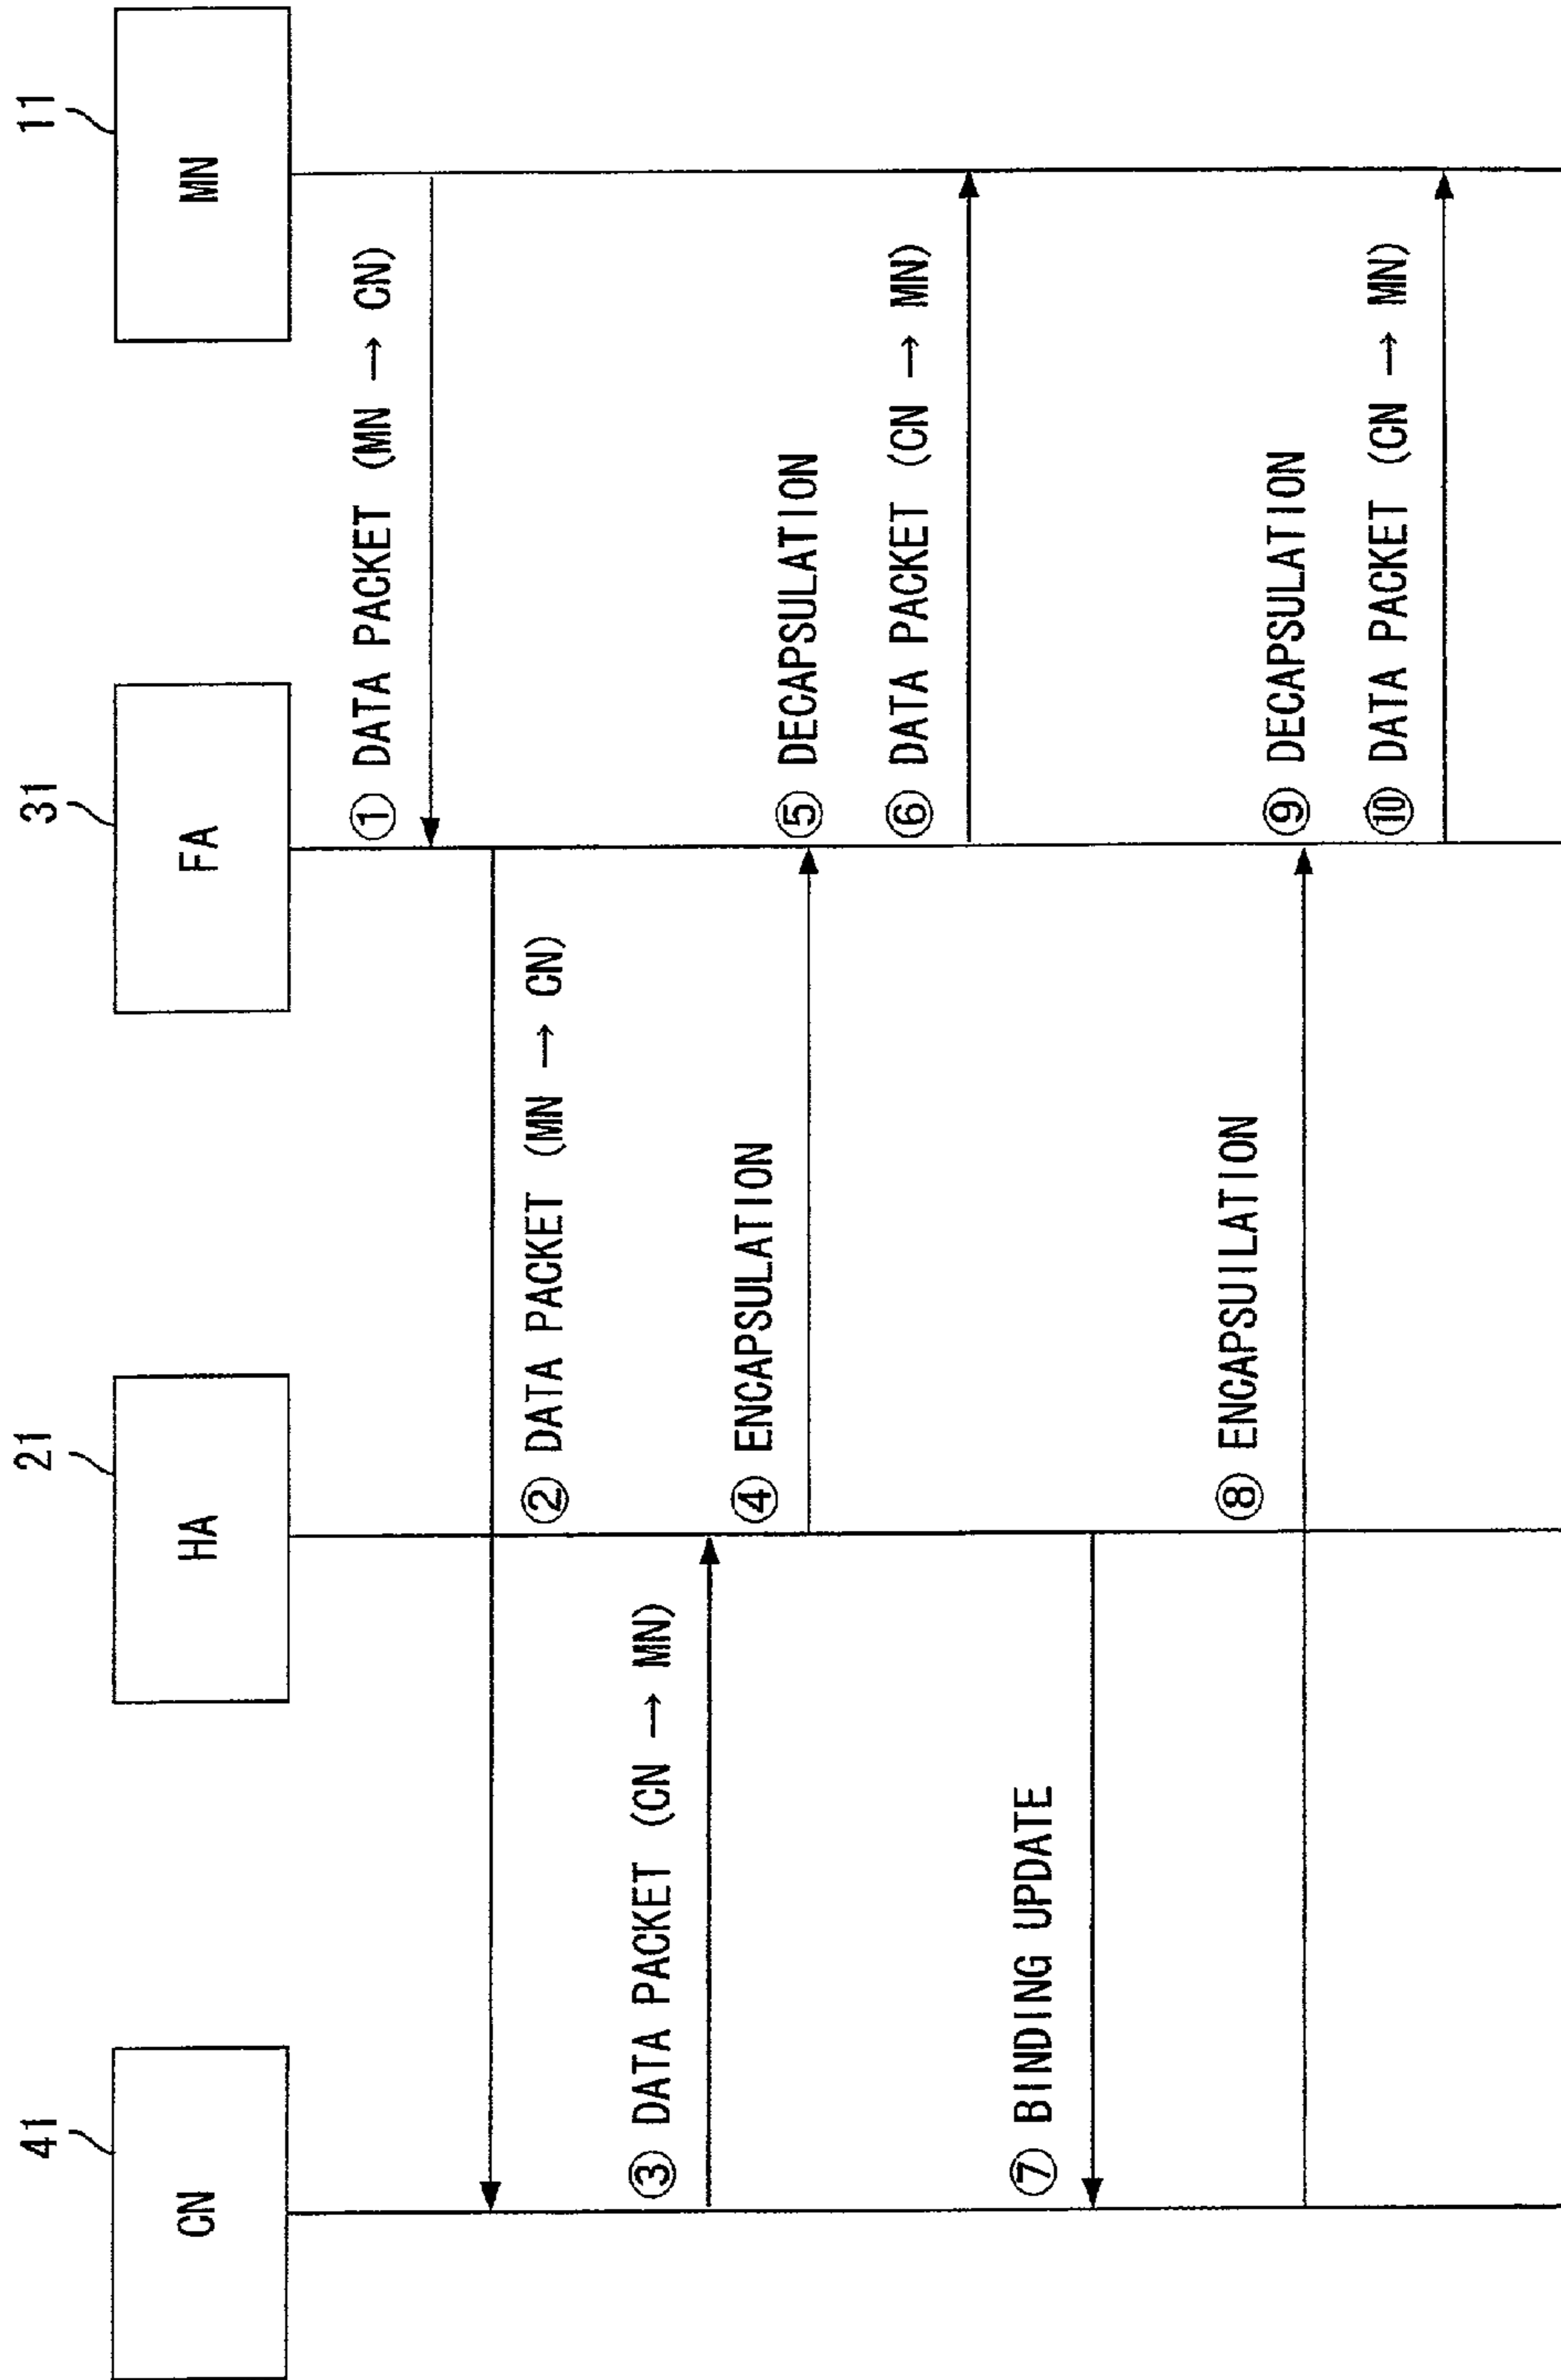 41
21
31
11
CN
HA
FA
MN
① DATA PACKET (MN → CN)
② DATA PACKET (MN → CN)
③ DATA PACKET (CN → MN)
④ ENCAPSULATION
⑤ DECAPSULATION
⑥ DATA PACKET (CN → MN)
⑦ BINDING UPDATE
⑧ ENCAPSUILATION
⑨ DECAPSULATION
⑩ DATA PACKET (CN → MN)